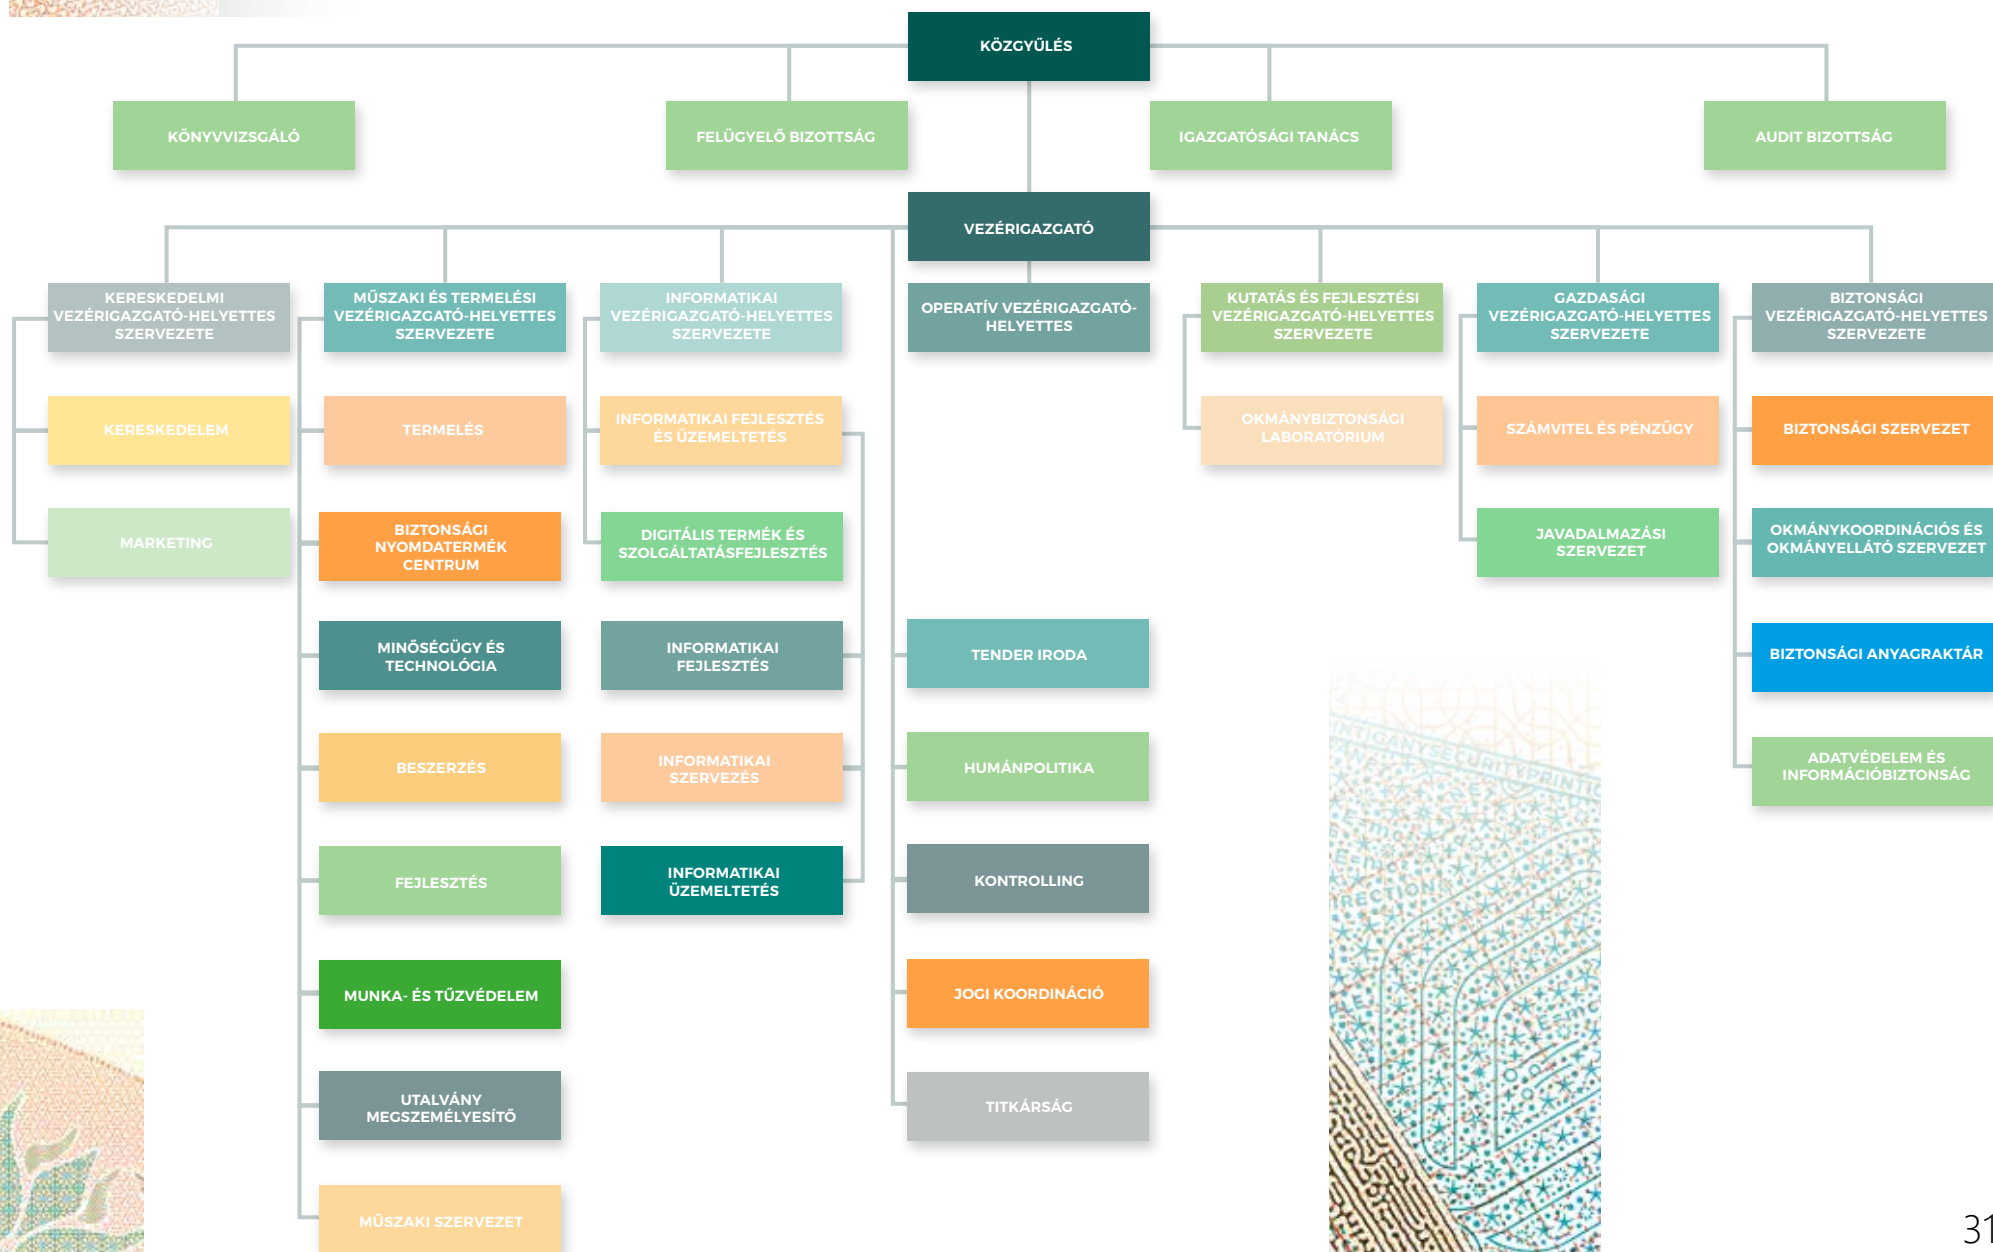 KÖZGYŰLÉS
KÖNYVVIZSGÁLÓ
FELÜGYELŐ BIZOTTSÁG
IGAZGATÓSÁGI TANÁCS
AUDIT BIZOTTSÁG
VEZÉRIGAZGATÓ
KERESKEDELMI
VEZÉRIGAZGATÓ-HELYETTES
SZERVEZETE
MŰSZAKI ÉS TERMELÉSI
VEZÉRIGAZGATÓ-HELYETTES
SZERVEZETE
INFORMATIKAI
VEZÉRIGAZGATÓ-HELYETTES
SZERVEZETE
OPERATÍV VEZÉRIGAZGATÓ-
HELYETTES
KUTATÁS ÉS FEJLESZTÉSI
VEZÉRIGAZGATÓ-HELYETTES
SZERVEZETE
GAZDASÁGI
VEZÉRIGAZGATÓ-HELYETTES
SZERVEZETE
BIZTONSÁGI
VEZÉRIGAZGATÓ-HELYETTES
SZERVEZETE
KERESKEDELEM
TERMELÉS
INFORMATIKAI FEJLESZTÉS
ÉS ÜZEMELTETÉS
OKMÁNYBIZTONSÁGI
LABORATÓRIUM
SZÁMVITEL ÉS PÉNZÜGY
BIZTONSÁGI SZERVEZET
MARKETING
BIZTONSÁGI
NYOMDATERMÉK
CENTRUM
DIGITÁLIS TERMÉK ÉS
SZOLGÁLTATÁSFEJLESZTÉS
JAVADALMAZÁSI
SZERVEZET
OKMÁNYKOORDINÁCIÓS ÉS
OKMÁNYELLÁTÓ SZERVEZET
MINŐSÉGÜGY ÉS
TECHNOLÓGIA
INFORMATIKAI
FEJLESZTÉS
TENDER IRODA
BIZTONSÁGI ANYAGRAKTÁR
BESZERZÉS
INFORMATIKAI
SZERVEZÉS
HUMÁNPOLITIKA
ADATVÉDELEM ÉS
INFORMÁCIÓBIZTONSÁG
FEJLESZTÉS
INFORMATIKAI
ÜZEMELTETÉS
KONTROLLING
MUNKA- ÉS TŰZVÉDELEM
JOGI KOORDINÁCIÓ
UTALVÁNY
MEGSZEMÉLYESÍTŐ
TITKÁRSÁG
MŰSZAKI SZERVEZET
31